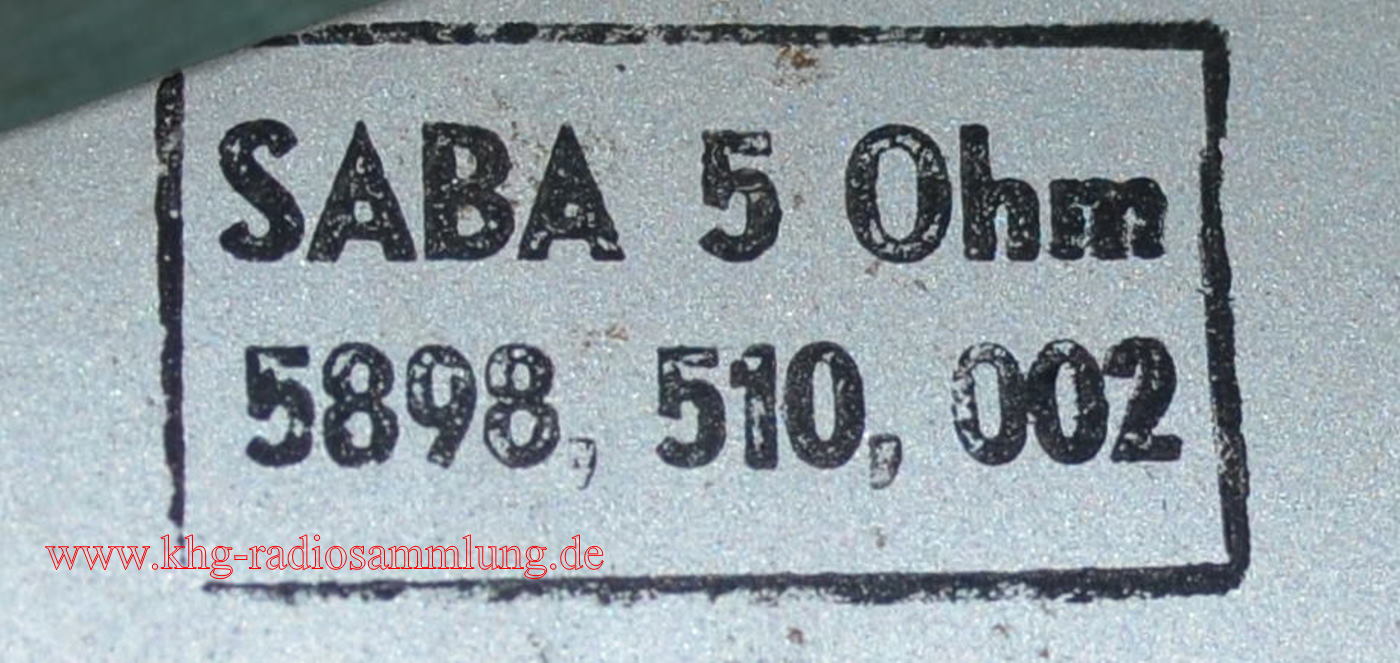 SABA 5 Ohm
5898, 510, 002
www.khg-radiosammlung.de